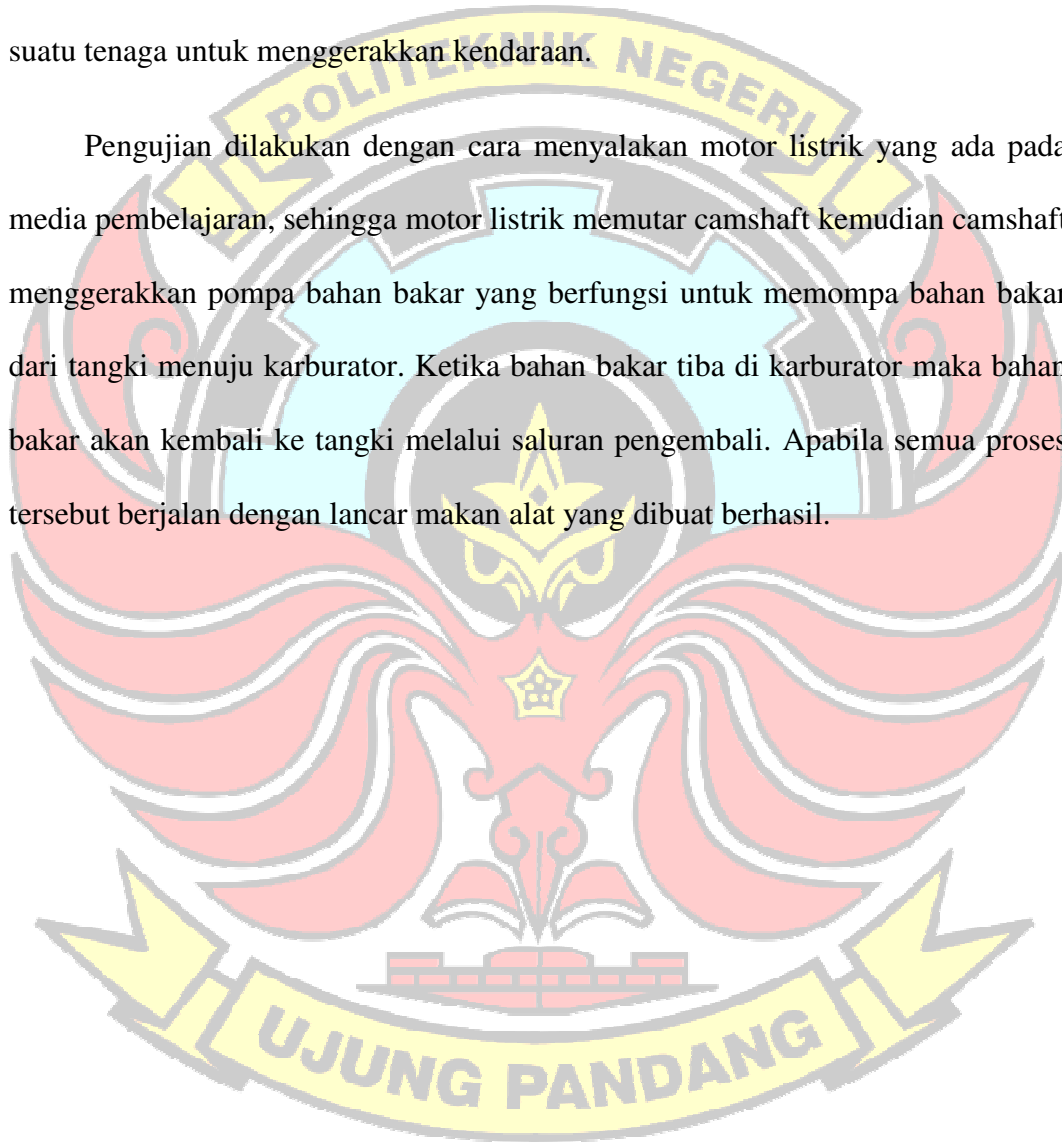 suatu tenaga untuk menggerakkan kendaraan.
POLITEKNIK NEGERI
Pengujian dilakukan dengan cara menyalakan motor listrik yang ada pada
media pembelajaran, sehingga motor listrik memutar camshaft kemudian camshaft
menggerakkan pompa bahan bakar yang berfungsi untuk memompa bahan bakar
dari tangki menuju karburator. Ketika bahan bakar tiba di karburator maka bahan
bakar akan kembali ke tangki melalui saluran pengembali. Apabila semua proses
tersebut berjalan dengan lancar makan alat yang dibuat berhasil.
UJUNG PANDANG